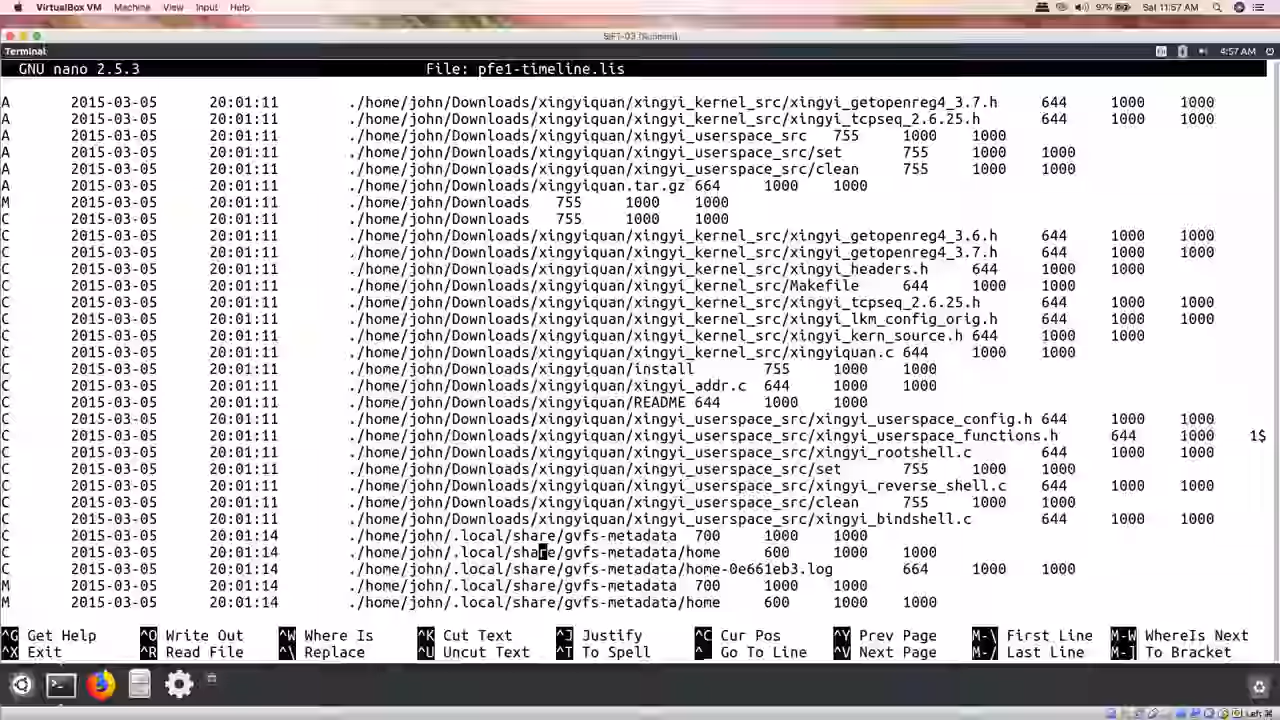 VirtualBox VM Machine View Input Help 97% Sat 11:57 AM
SIFT-03 [Running]
Terminal 4:57 AM
GNU nano 2.5.3 File: pfe1-timeline.lis
A 2015-03-05 20:01:11 ./home/john/Downloads/xingyiquan/xingyi_kernel_src/xingyi_getopenreg4_3.7.h 644 1000 1000
A 2015-03-05 20:01:11 ./home/john/Downloads/xingyiquan/xingyi_kernel_src/xingyi_tcpseq_2.6.25.h 644 1000 1000
A 2015-03-05 20:01:11 ./home/john/Downloads/xingyiquan/xingyi_userspace_src 755 1000 1000
A 2015-03-05 20:01:11 ./home/john/Downloads/xingyiquan/xingyi_userspace_src/set 755 1000 1000
A 2015-03-05 20:01:11 ./home/john/Downloads/xingyiquan/xingyi_userspace_src/clean 755 1000 1000
A 2015-03-05 20:01:11 ./home/john/Downloads/xingyiquan.tar.gz 664 1000 1000
M 2015-03-05 20:01:11 ./home/john/Downloads 755 1000 1000
C 2015-03-05 20:01:11 ./home/john/Downloads 755 1000 1000
C 2015-03-05 20:01:11 ./home/john/Downloads/xingyiquan/xingyi_kernel_src/xingyi_getopenreg4_3.6.h 644 1000 1000
C 2015-03-05 20:01:11 ./home/john/Downloads/xingyiquan/xingyi_kernel_src/xingyi_getopenreg4_3.7.h 644 1000 1000
C 2015-03-05 20:01:11 ./home/john/Downloads/xingyiquan/xingyi_kernel_src/xingyi_headers.h 644 1000 1000
C 2015-03-05 20:01:11 ./home/john/Downloads/xingyiquan/xingyi_kernel_src/Makefile 644 1000 1000
C 2015-03-05 20:01:11 ./home/john/Downloads/xingyiquan/xingyi_kernel_src/xingyi_tcpseq_2.6.25.h 644 1000 1000
C 2015-03-05 20:01:11 ./home/john/Downloads/xingyiquan/xingyi_kernel_src/xingyi_lkm_config_orig.h 644 1000 1000
C 2015-03-05 20:01:11 ./home/john/Downloads/xingyiquan/xingyi_kernel_src/xingyi_kern_source.h 644 1000 1000
C 2015-03-05 20:01:11 ./home/john/Downloads/xingyiquan/xingyi_kernel_src/xingyiquan.c 644 1000 1000
C 2015-03-05 20:01:11 ./home/john/Downloads/xingyiquan/install 755 1000 1000
C 2015-03-05 20:01:11 ./home/john/Downloads/xingyiquan/xingyi_addr.c 644 1000 1000
C 2015-03-05 20:01:11 ./home/john/Downloads/xingyiquan/README 644 1000 1000
C 2015-03-05 20:01:11 ./home/john/Downloads/xingyiquan/xingyi_userspace_src/xingyi_userspace_config.h 644 1000 1000
C 2015-03-05 20:01:11 ./home/john/Downloads/xingyiquan/xingyi_userspace_src/xingyi_userspace_functions.h 644 1000 1$
C 2015-03-05 20:01:11 ./home/john/Downloads/xingyiquan/xingyi_userspace_src/xingyi_rootshell.c 644 1000 1000
C 2015-03-05 20:01:11 ./home/john/Downloads/xingyiquan/xingyi_userspace_src/set 755 1000 1000
C 2015-03-05 20:01:11 ./home/john/Downloads/xingyiquan/xingyi_userspace_src/xingyi_reverse_shell.c 644 1000 1000
C 2015-03-05 20:01:11 ./home/john/Downloads/xingyiquan/xingyi_userspace_src/clean 755 1000 1000
C 2015-03-05 20:01:11 ./home/john/Downloads/xingyiquan/xingyi_userspace_src/xingyi_bindshell.c 644 1000 1000
C 2015-03-05 20:01:14 ./home/john/.local/share/gvfs-metadata 700 1000 1000
C 2015-03-05 20:01:14 ./home/john/.local/share/gvfs-metadata/home 600 1000 1000
C 2015-03-05 20:01:14 ./home/john/.local/share/gvfs-metadata/home-0e661eb3.log 664 1000 1000
M 2015-03-05 20:01:14 ./home/john/.local/share/gvfs-metadata 700 1000 1000
M 2015-03-05 20:01:14 ./home/john/.local/share/gvfs-metadata/home 600 1000 1000
^G Get Help ^O Write Out ^W Where Is ^K Cut Text ^J Justify ^C Cur Pos ^Y Prev Page M-\ First Line M-W WhereIs Next
^X Exit ^R Read File ^\ Replace ^U Uncut Text ^T To Spell ^_ Go To Line ^V Next Page M-/ Last Line M-] To Bracket
Left ⌘